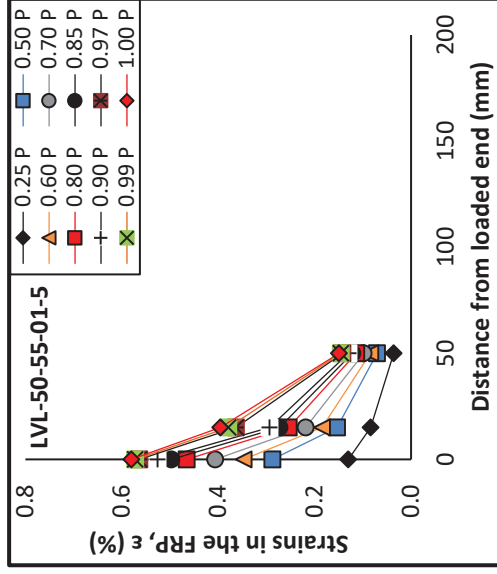 LVL-50-55-01-5
0.25 P
0.50 P
0.60 P
0.70 P
0.80 P
0.85 P
0.90 P
0.97 P
0.99 P
1.00 P
Strains in the FRP, ε (%)
0.8
0.6
0.4
0.2
0.0
0
50
100
150
200
Distance from loaded end (mm)